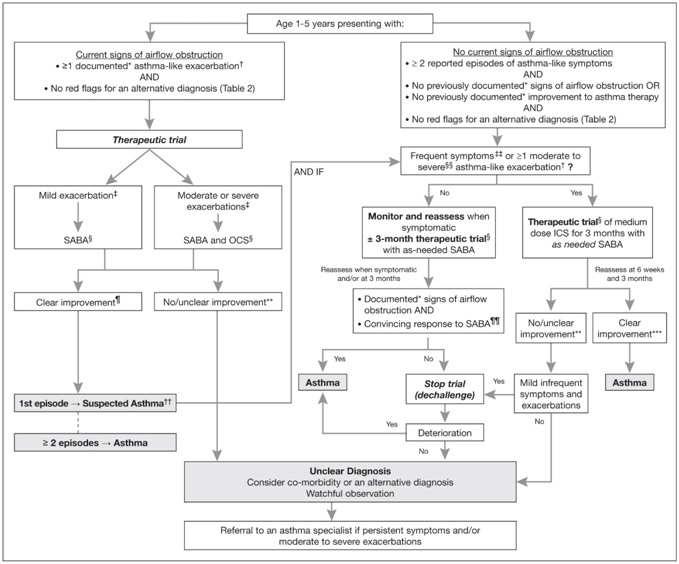 Age 1-5 years presenting with:
Current signs of airflow obstruction
• ≥1 documented* asthma-like exacerbation†
AND
• No red flags for an alternative diagnosis (Table 2)
No current signs of airflow obstruction
• ≥ 2 reported episodes of asthma-like symptoms
AND
• No previously documented* signs of airflow obstruction OR
• No previously documented* improvement to asthma therapy
AND
• No red flags for an alternative diagnosis (Table 2)
Therapeutic trial
AND IF
Frequent symptoms‡‡ or ≥1 moderate to
severe§§ asthma-like exacerbation† ?
Mild exacerbation‡
Moderate or severe
exacerbations‡
No
Yes
SABA§
SABA and OCS§
Monitor and reassess when
symptomatic
± 3-month therapeutic trial§
with as-needed SABA
Therapeutic trial§ of medium
dose ICS for 3 months with
as needed SABA
Reassess when symptomatic
and/or at 3 months
Reassess at 6 weeks
and 3 months
Clear improvement¶
No/unclear improvement**
• Documented* signs of airflow
obstruction AND
• Convincing response to SABA¶¶
No/unclear
improvement**
Clear
improvement***
Yes
No
Asthma
Stop trial
(dechallenge)
Yes
Mild infrequent
symptoms and
exacerbations
Asthma
1st episode → Suspected Asthma††
Yes
Deterioration
No
≥ 2 episodes → Asthma
No
Unclear Diagnosis
Consider co-morbidity or an alternative diagnosis
Watchful observation
Referral to an asthma specialist if persistent symptoms and/or
moderate to severe exacerbations